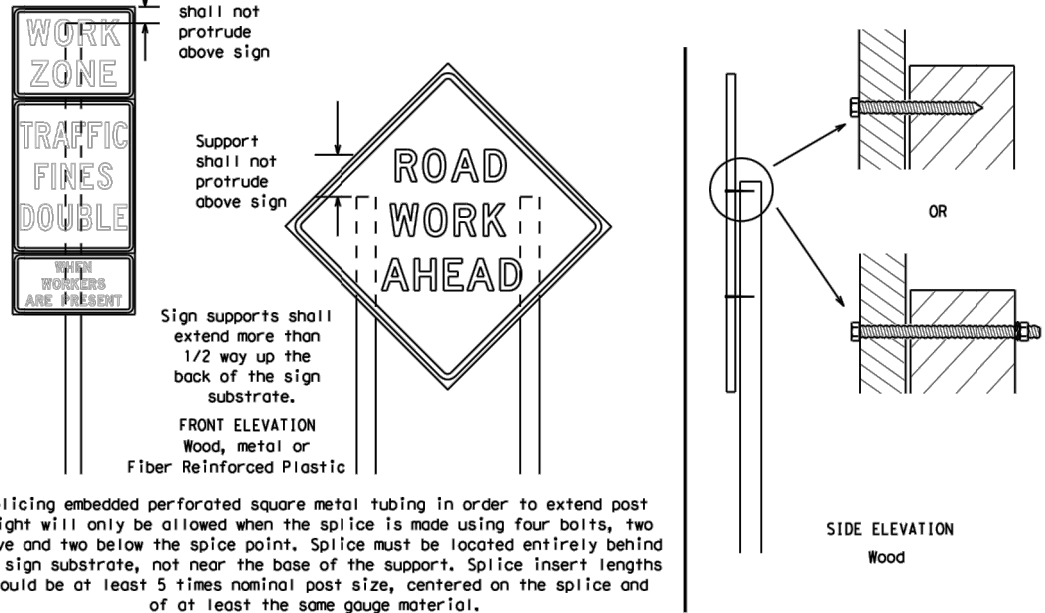 shall not
protrude
above sign
WORK
ZONE
TRAFFIC
FINES
DOUBLE
WHEN
WORKERS
ARE PRESENT
Support
shall not
protrude
above sign
ROAD
WORK
AHEAD
Sign supports shall
extend more than
1/2 way up the
back of the sign
substrate.
FRONT ELEVATION
Wood, metal or
Fiber Reinforced Plastic
OR
SIDE ELEVATION
Wood
licing embedded perforated square metal tubing in order to extend post
ight will only be allowed when the splice is made using four bolts, two
ve and two below the spice point. Splice must be located entirely behind
sign substrate, not near the base of the support. Splice insert lengths
ould be at least 5 times nominal post size, centered on the splice and
of at least the same gauge material.